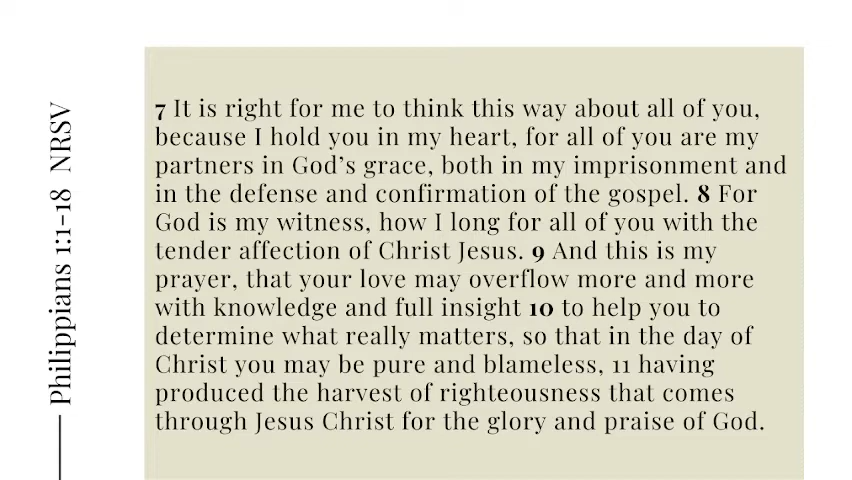 Philippians 1:1-18 NRSV
7 It is right for me to think this way about all of you,
because I hold you in my heart, for all of you are my
partners in God’s grace, both in my imprisonment and
in the defense and confirmation of the gospel. 8 For
God is my witness, how I long for all of you with the
tender affection of Christ Jesus. 9 And this is my
prayer, that your love may overflow more and more
with knowledge and full insight 10 to help you to
determine what really matters, so that in the day of
Christ you may be pure and blameless, 11 having
produced the harvest of righteousness that comes
through Jesus Christ for the glory and praise of God.